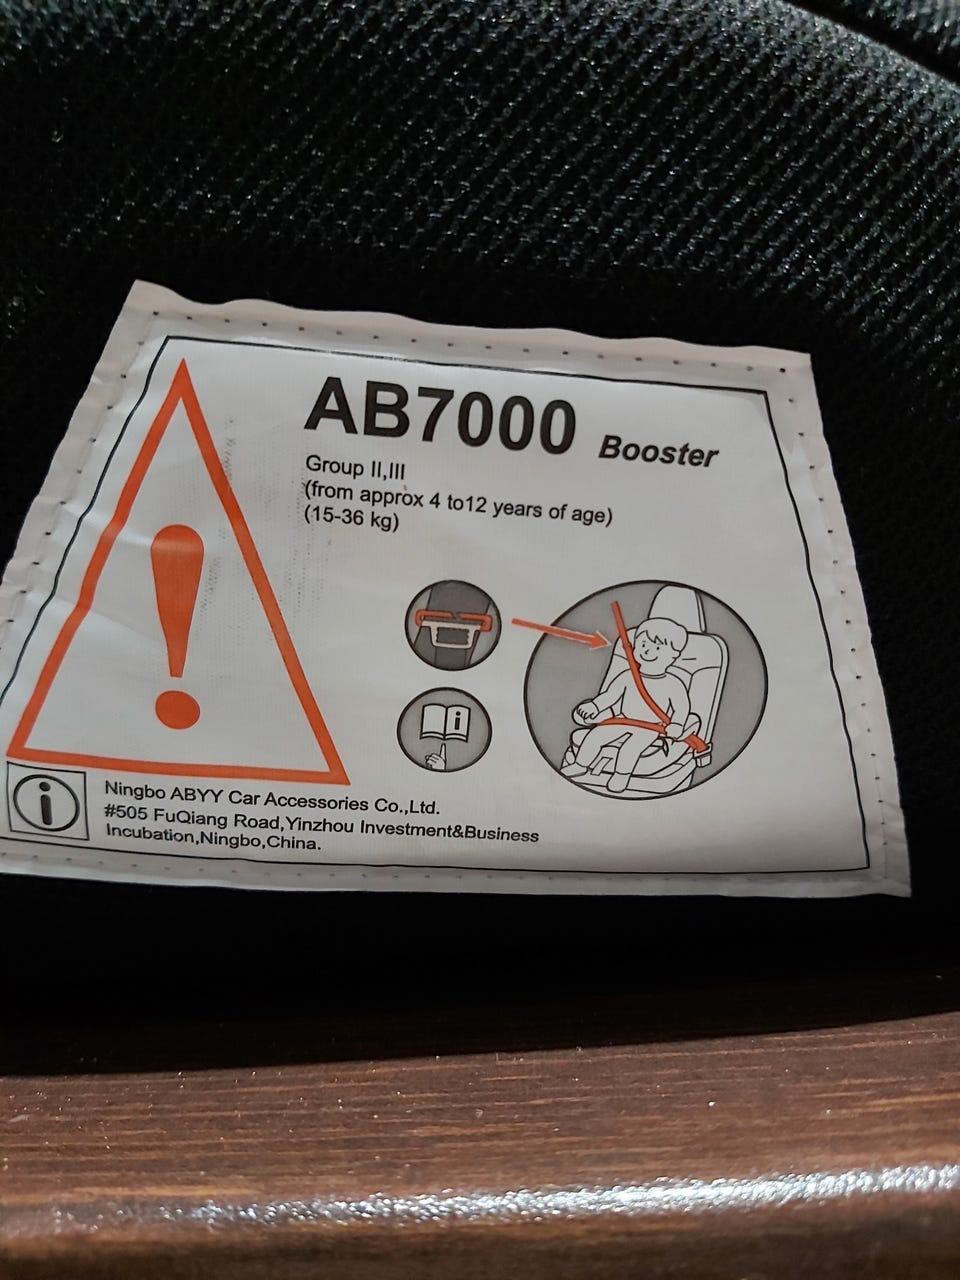 AB7000 Booster
Group II,III
(from approx 4 to12 years of age)
(15-36 kg)
Ningbo ABYY Car Accessories Co.,Ltd.
#505 FuQiang Road,Yinzhou Investment&Business
Incubation,Ningbo,China.